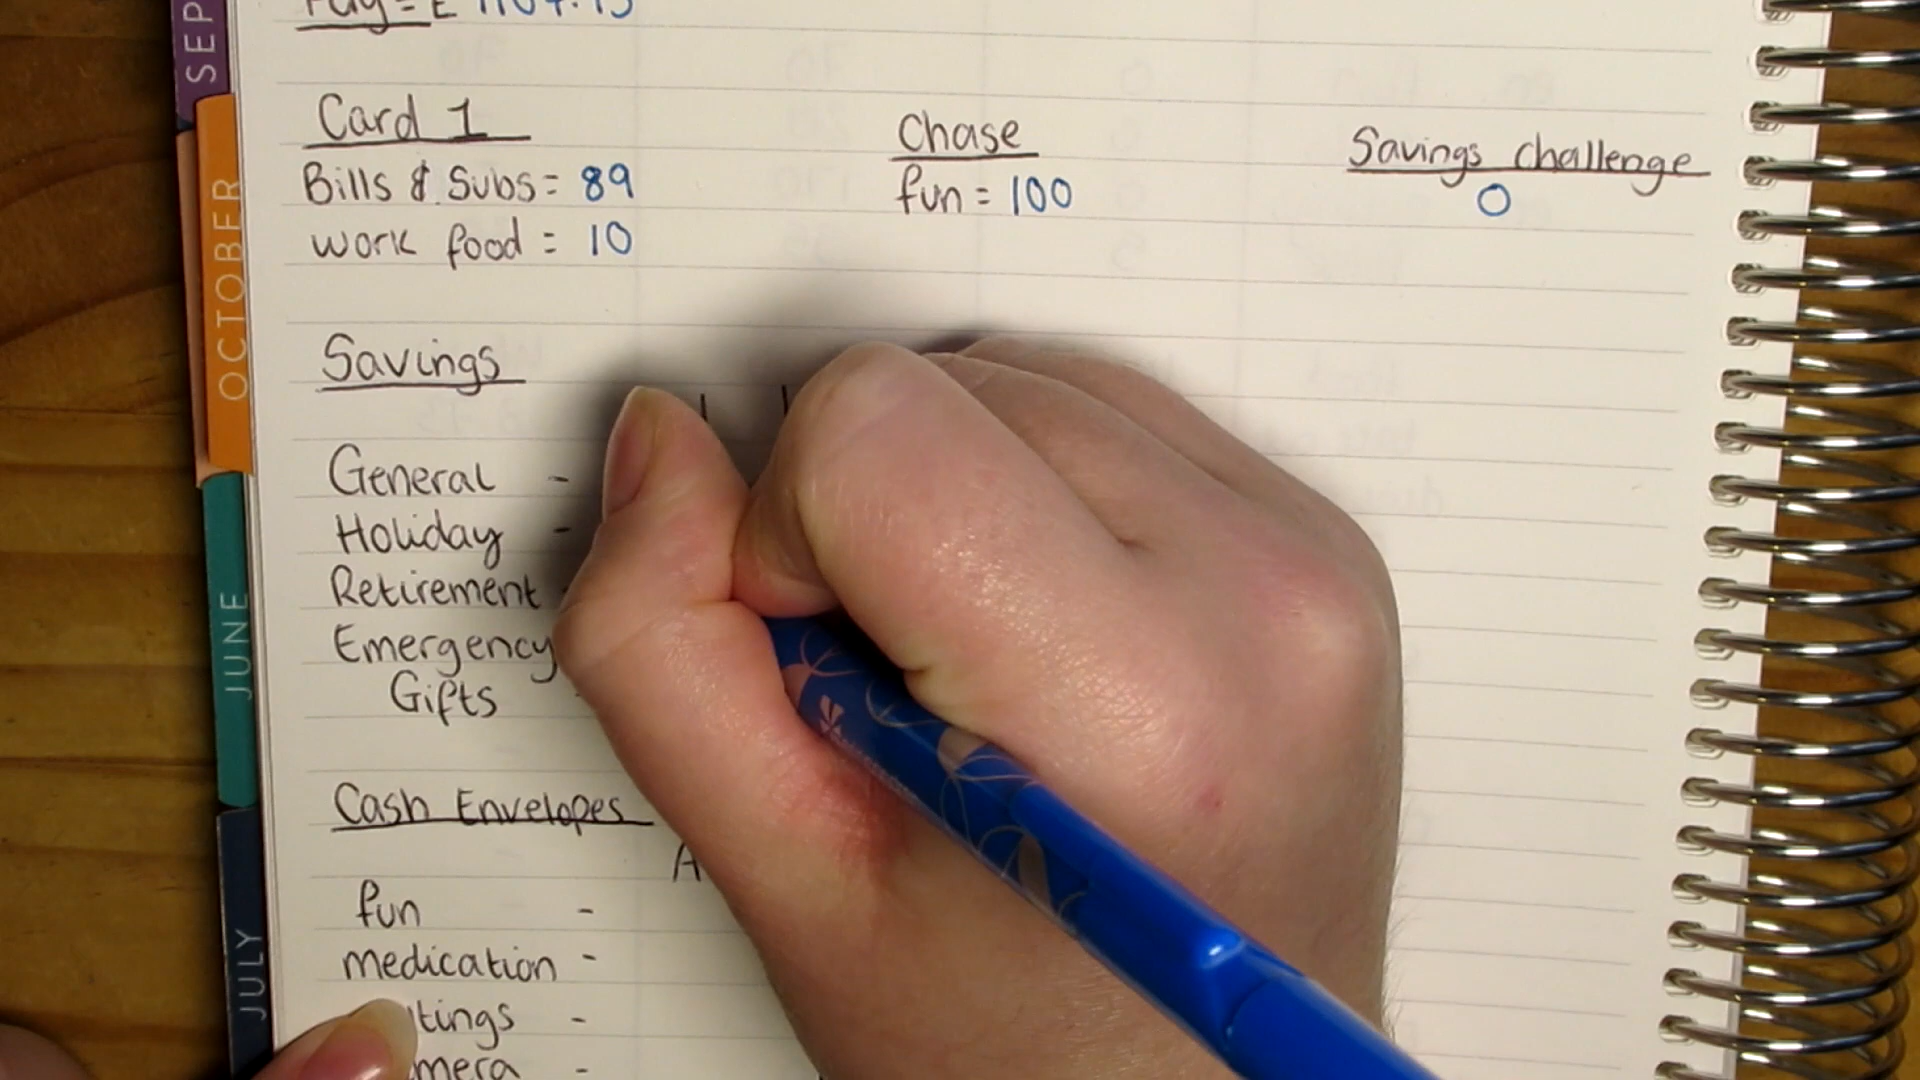 SEP
OCTOBER
JUNE
JULY
Card 1
Bills & Subs = 89
work food = 10
Chase
fun = 100
Savings challenge
0
Savings
General -
Holiday -
Retirement
Emergency
Gifts
Cash Envelopes
A
fun -
medication -
tings -
mera -